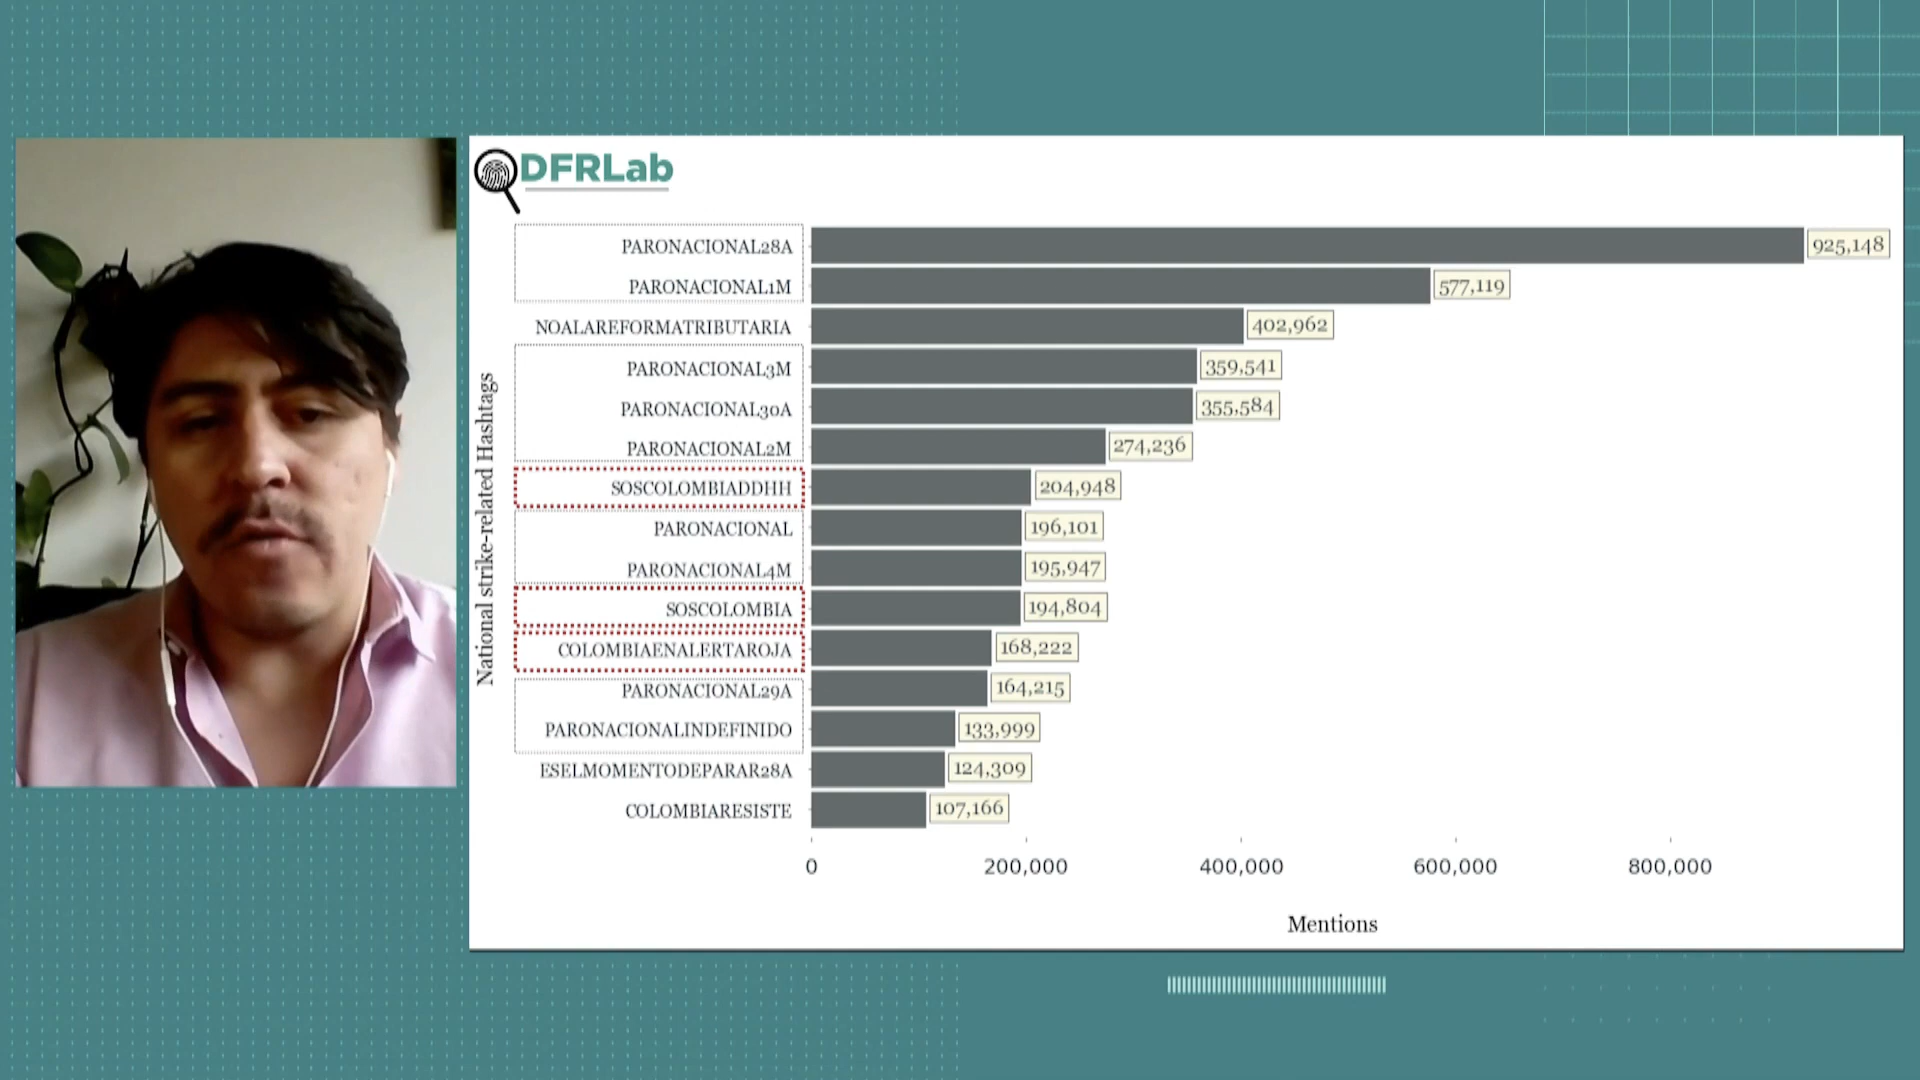 DFRLab
National strike-related Hashtags
PARONACIONAL28A 925,148
PARONACIONAL1M 577,119
NOALAREFORMATRIBUTARIA 402,962
PARONACIONAL3M 359,541
PARONACIONAL30A 355,584
PARONACIONAL2M 274,236
SOSCOLOMBIADDHH 204,948
PARONACIONAL 196,101
PARONACIONAL4M 195,947
SOSCOLOMBIA 194,804
COLOMBIAENALERTAROJA 168,222
PARONACIONAL29A 164,215
PARONACIONALINDEFINIDO 133,999
ESELMOMENTODEPARAR28A 124,309
COLOMBIARESISTE 107,166
0 200,000 400,000 600,000 800,000
Mentions